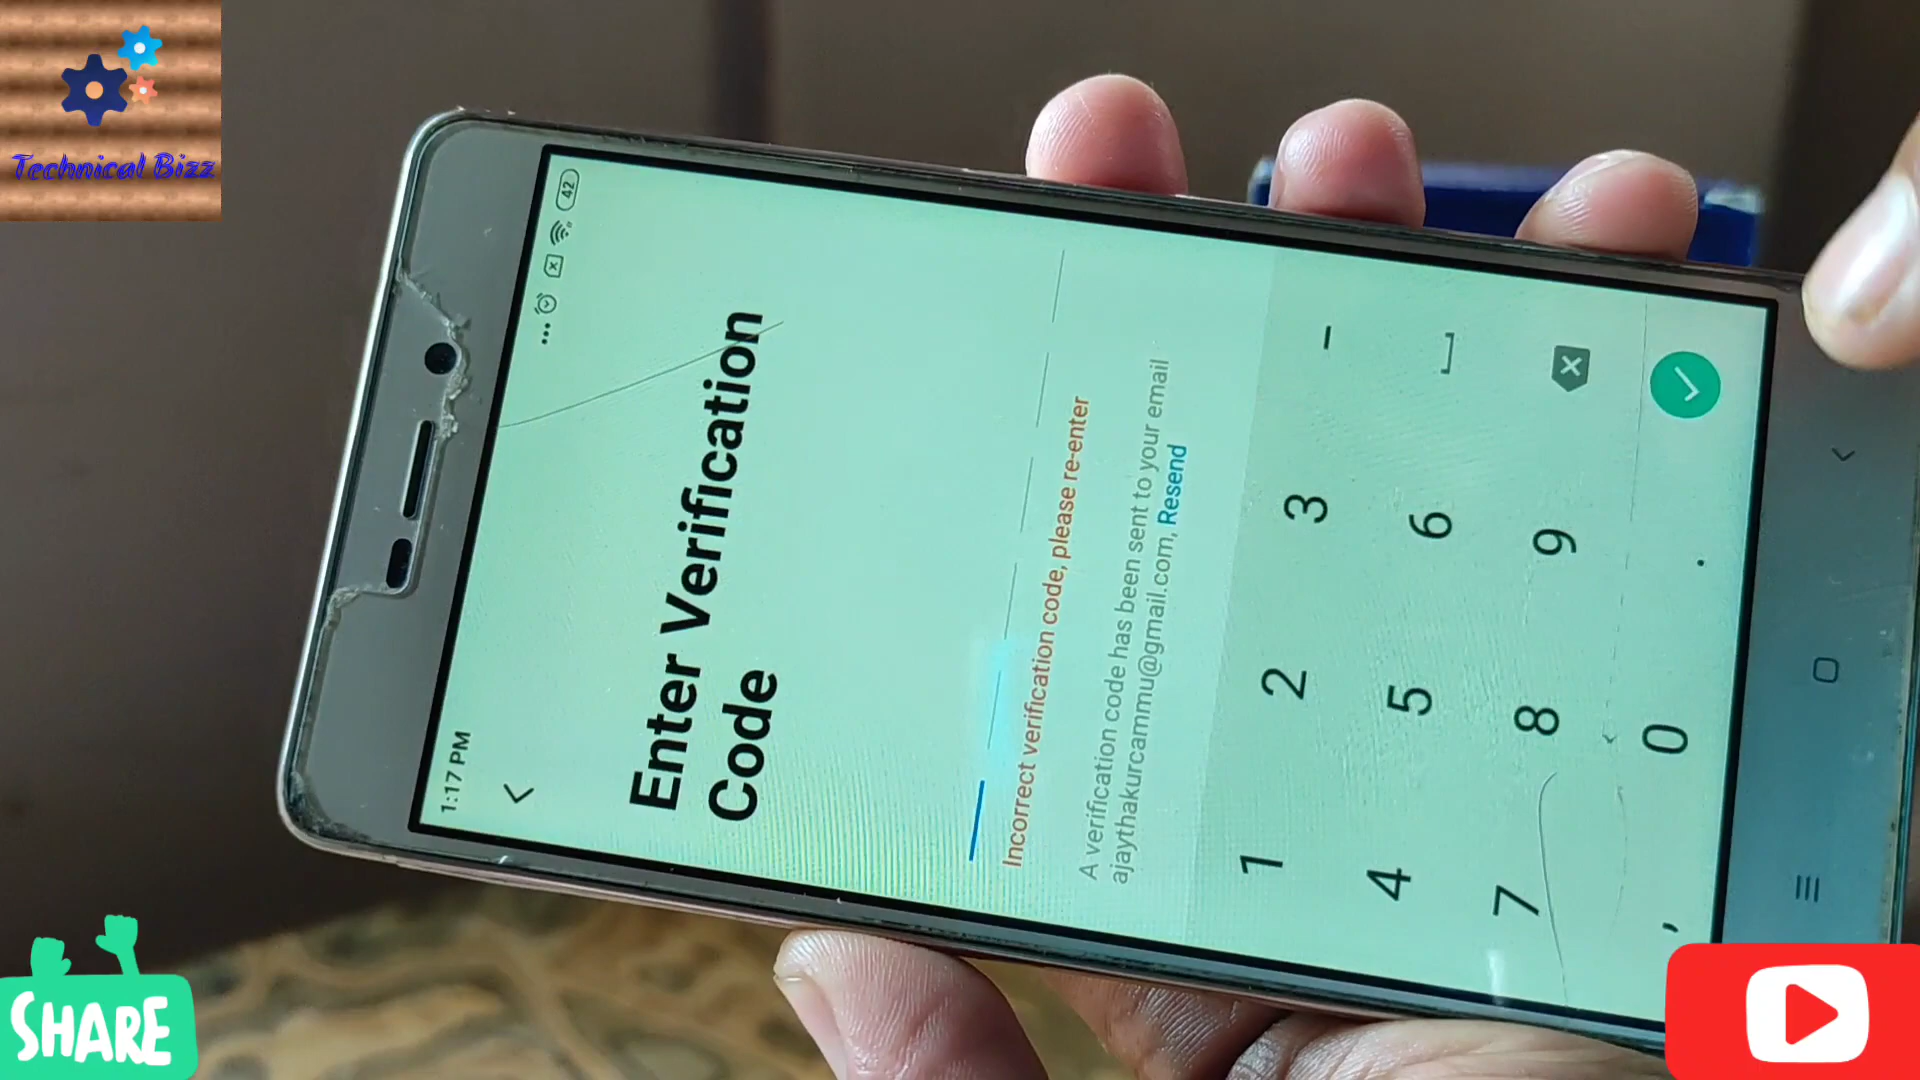 Technical Bizz
1:17 PM
42
Enter Verification
Code
Incorrect verification code, please re-enter
A verification code has been sent to your email
ajaythakurcammu@gmail.com, Resend
1 2 3 -
4 5 6
7 8 9
, 0 .
SHARE